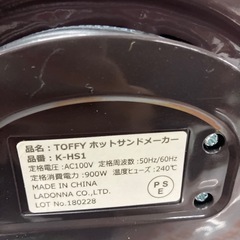 品名：TOFFY ホットサンドメーカー
品番：K-HS1
定格電圧：AC100V 定格周波数：50Hz/60Hz
定格消費電力：900W 温度ヒューズ：240℃
MADE IN CHINA
LADONNA CO.,LTD.
LOT No.180228
P S
E